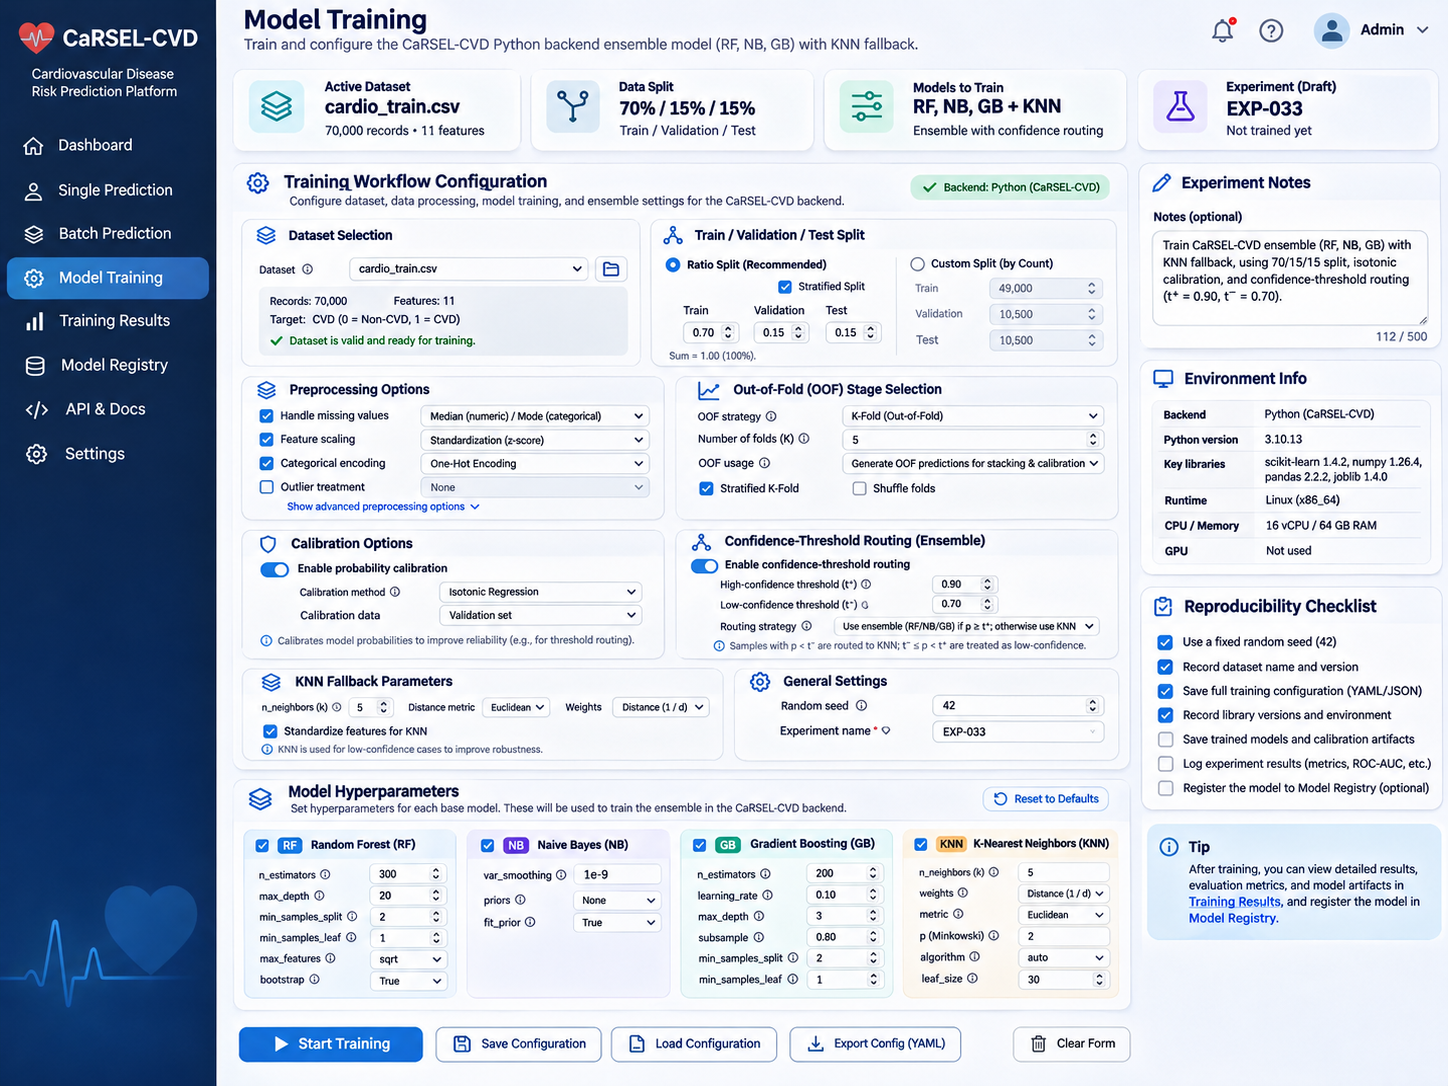 CaRSEL-CVD
Cardiovascular Disease
Risk Prediction Platform
Dashboard
Single Prediction
Batch Prediction
Model Training
Training Results
Model Registry
API & Docs
Settings
Model Training
Train and configure the CaRSEL-CVD Python backend ensemble model (RF, NB, GB) with KNN fallback.
Admin
Active Dataset
cardio_train.csv
70,000 records • 11 features
Data Split
70% / 15% / 15%
Train / Validation / Test
Models to Train
RF, NB, GB + KNN
Ensemble with confidence routing
Experiment (Draft)
EXP-033
Not trained yet
Training Workflow Configuration
Configure dataset, data processing, model training, and ensemble settings for the CaRSEL-CVD backend.
Backend: Python (CaRSEL-CVD)
Dataset Selection
Dataset cardio_train.csv
Records: 70,000 Features: 11
Target: CVD (0 = Non-CVD, 1 = CVD)
Dataset is valid and ready for training.
Train / Validation / Test Split
Ratio Split (Recommended)
Stratified Split
Train Validation Test
0.70 0.15 0.15
Sum = 1.00 (100%).
Custom Split (by Count)
Train 49,000
Validation 10,500
Test 10,500
Preprocessing Options
Handle missing values Median (numeric) / Mode (categorical)
Feature scaling Standardization (z-score)
Categorical encoding One-Hot Encoding
Outlier treatment None
Show advanced preprocessing options
Out-of-Fold (OOF) Stage Selection
OOF strategy K-Fold (Out-of-Fold)
Number of folds (K) 5
OOF usage Generate OOF predictions for stacking & calibration
Stratified K-Fold Shuffle folds
Calibration Options
Enable probability calibration
Calibration method Isotonic Regression
Calibration data Validation set
Calibrates model probabilities to improve reliability (e.g., for threshold routing).
Confidence-Threshold Routing (Ensemble)
Enable confidence-threshold routing
High-confidence threshold (t⁺) 0.90
Low-confidence threshold (t⁻) 0.70
Routing strategy Use ensemble (RF/NB/GB) if p ≥ t⁺; otherwise use KNN
Samples with p < t⁻ are routed to KNN; t⁻ ≤ p < t⁺ are treated as low-confidence.
KNN Fallback Parameters
n_neighbors (k) 5 Distance metric Euclidean Weights Distance (1 / d)
Standardize features for KNN
KNN is used for low-confidence cases to improve robustness.
General Settings
Random seed 42
Experiment name * EXP-033
Model Hyperparameters
Set hyperparameters for each base model. These will be used to train the ensemble in the CaRSEL-CVD backend.
Reset to Defaults
RF Random Forest (RF)
n_estimators 300
max_depth 20
min_samples_split 2
min_samples_leaf 1
max_features sqrt
bootstrap True
NB Naive Bayes (NB)
var_smoothing 1e-9
priors None
fit_prior True
GB Gradient Boosting (GB)
n_estimators 200
learning_rate 0.10
max_depth 3
subsample 0.80
min_samples_split 2
min_samples_leaf 1
KNN K-Nearest Neighbors (KNN)
n_neighbors (k) 5
weights Distance (1 / d)
metric Euclidean
p (Minkowski) 2
algorithm auto
leaf_size 30
Start Training
Save Configuration
Load Configuration
Export Config (YAML)
Clear Form
Experiment Notes
Notes (optional)
Train CaRSEL-CVD ensemble (RF, NB, GB) with
KNN fallback, using 70/15/15 split, isotonic
calibration, and confidence-threshold routing
(t⁺ = 0.90, t⁻ = 0.70).
112 / 500
Environment Info
Backend Python (CaRSEL-CVD)
Python version 3.10.13
Key libraries scikit-learn 1.4.2, numpy 1.26.4,
pandas 2.2.2, joblib 1.4.0
Runtime Linux (x86_64)
CPU / Memory 16 vCPU / 64 GB RAM
GPU Not used
Reproducibility Checklist
Use a fixed random seed (42)
Record dataset name and version
Save full training configuration (YAML/JSON)
Record library versions and environment
Save trained models and calibration artifacts
Log experiment results (metrics, ROC-AUC, etc.)
Register the model to Model Registry (optional)
Tip
After training, you can view detailed results,
evaluation metrics, and model artifacts in
Training Results, and register the model in
Model Registry.